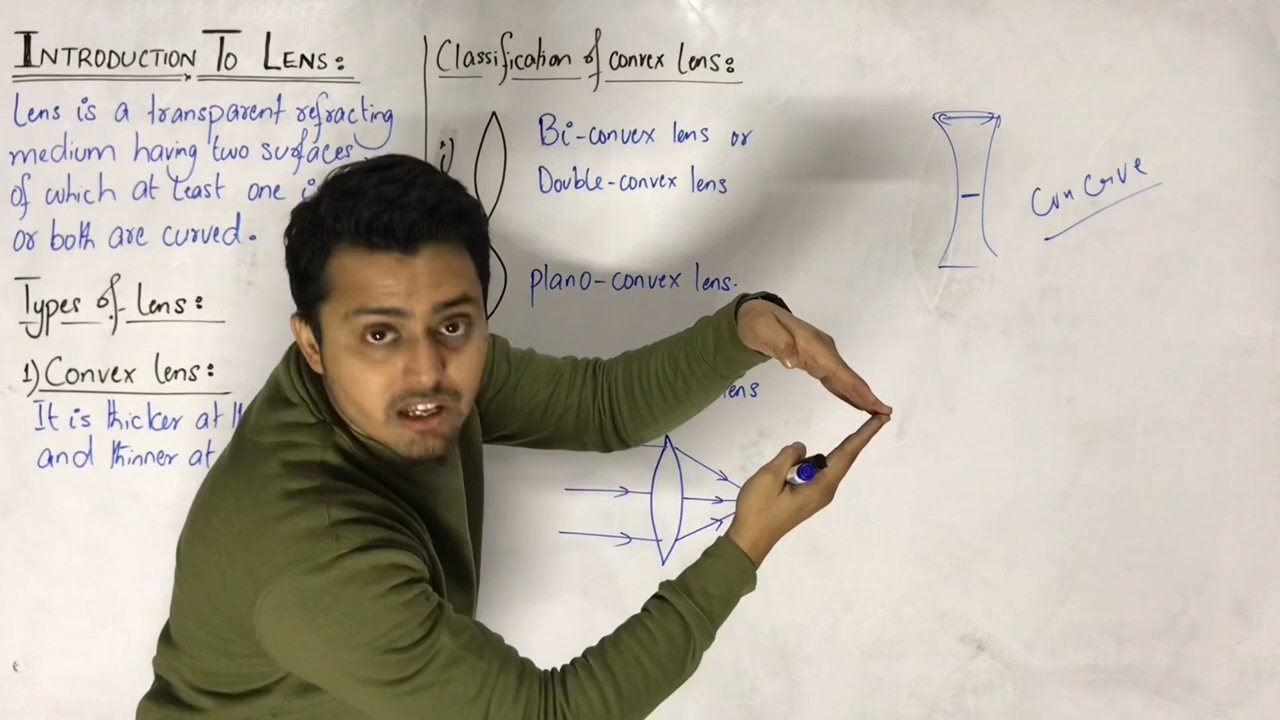 INTRODUCTION TO LENS:
Lens is a transparent refracting
medium having two surfaces
of which at least one
or both are curved.
Types of lens:
1) Convex lens:
It is thicker at
and thinner at
Classification of convex lens:
i)
Bi-convex lens or
Double-convex lens
plano-convex lens.
lens
Concave